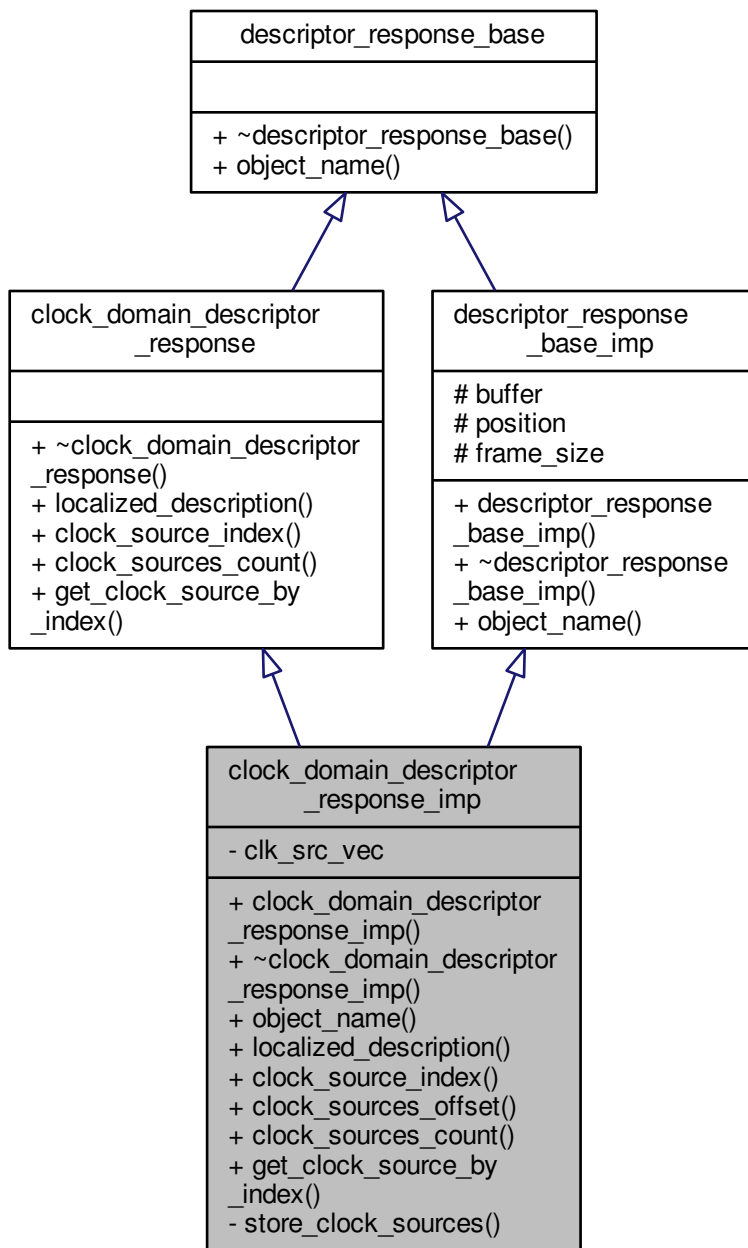 descriptor_response_base
+ ~descriptor_response_base()
+ object_name()
clock_domain_descriptor
_response
+ ~clock_domain_descriptor
_response()
+ localized_description()
+ clock_source_index()
+ clock_sources_count()
+ get_clock_source_by
_index()
descriptor_response
_base_imp
# buffer
# position
# frame_size
+ descriptor_response
_base_imp()
+ ~descriptor_response
_base_imp()
+ object_name()
clock_domain_descriptor
_response_imp
- clk_src_vec
+ clock_domain_descriptor
_response_imp()
+ ~clock_domain_descriptor
_response_imp()
+ object_name()
+ localized_description()
+ clock_source_index()
+ clock_sources_offset()
+ clock_sources_count()
+ get_clock_source_by
_index()
- store_clock_sources()